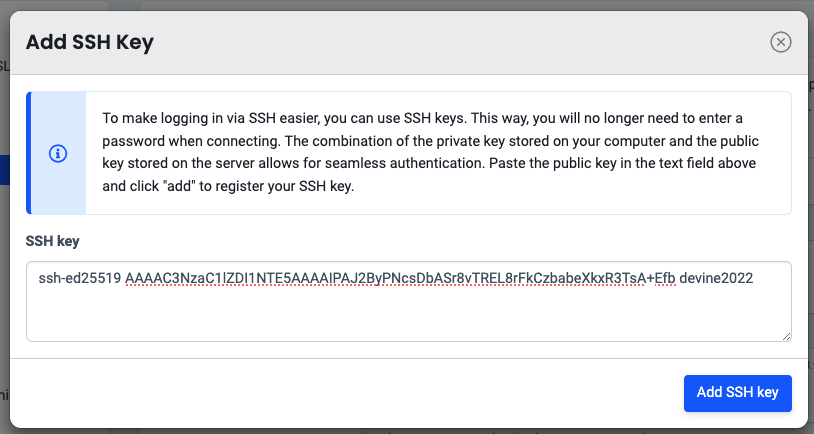 Add SSH Key
To make logging in via SSH easier, you can use SSH keys. This way, you will no longer need to enter a
password when connecting. The combination of the private key stored on your computer and the public
key stored on the server allows for seamless authentication. Paste the public key in the text field above
and click "add" to register your SSH key.
SSH key
ssh-ed25519 AAAAC3NzaC1lZDI1NTE5AAAAIPAJ2ByPNcsDbASr8vTREL8rFkCzbabeXkxR3TsA+Efb devine2022
Add SSH key